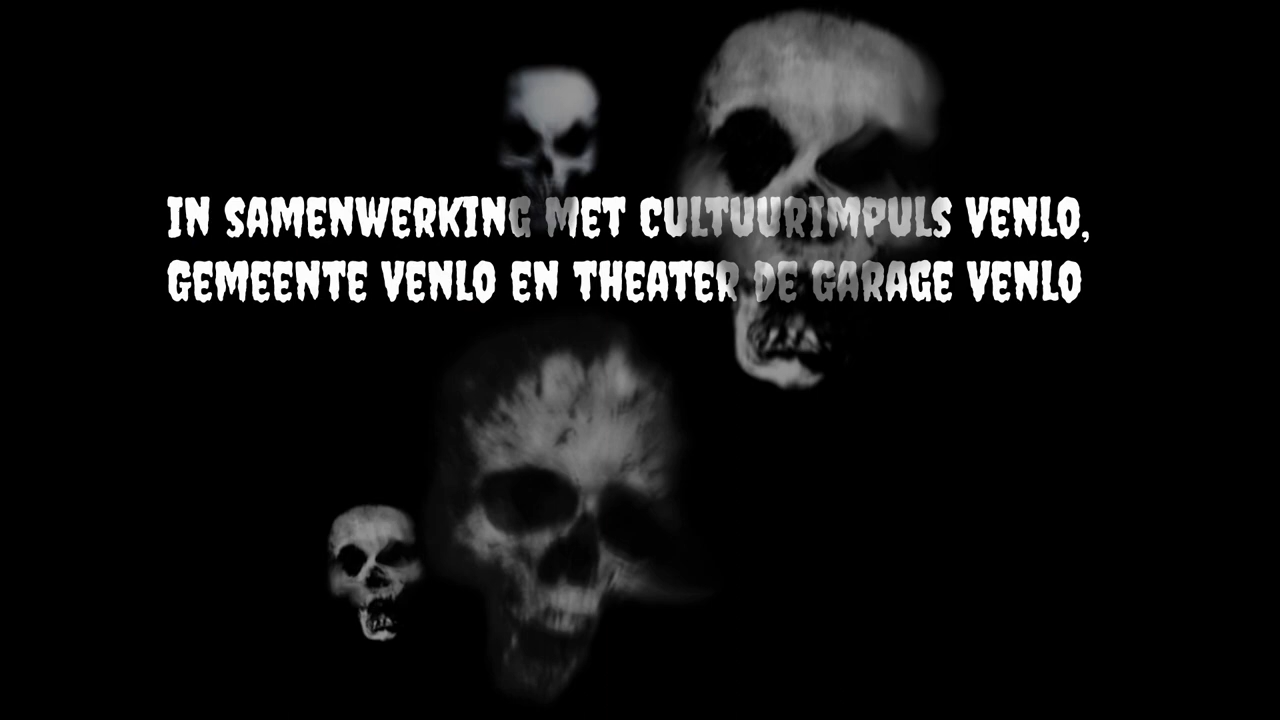 IN SAMENWERKING MET CULTUURIMPULS VENLO,
GEMEENTE VENLO EN THEATER DE GARAGE VENLO